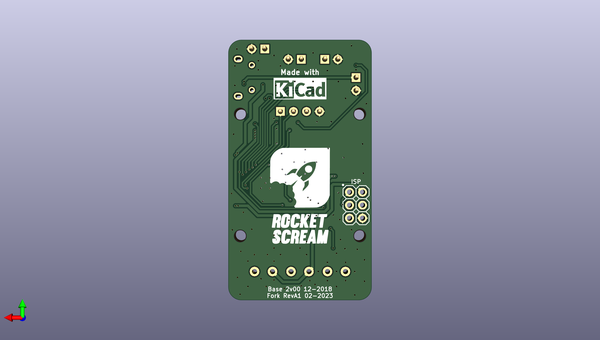 Made with
KiCad
ISP
ROCKET
SCREAM
Base 2v00 12-2018
Fork RevA1 02-2023